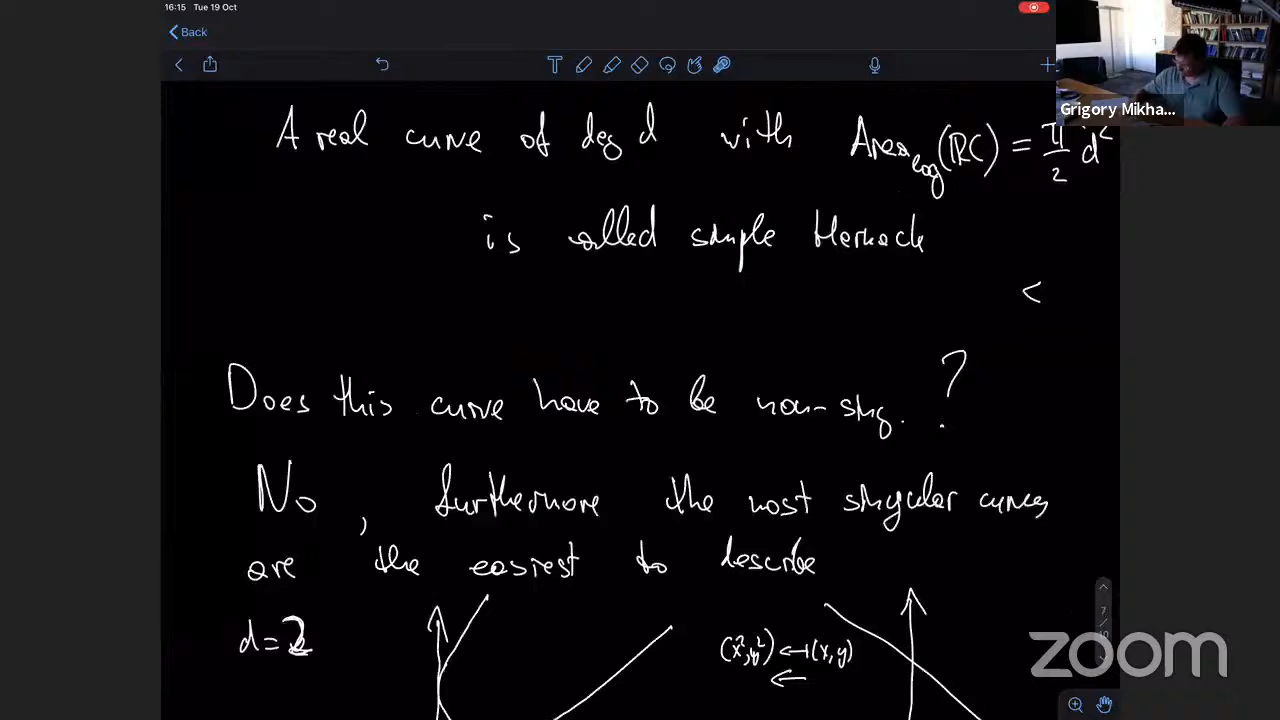 16:15 Tue 19 Oct
Back
Grigory Mikha...
A real curve of deg d with Area_log(ℝC) = π/2 d²
is called simple Harnack
<
Does this curve have to be non-sing. ?
No, furthermore the most singular curves
are the easiest to describe
d=2
(x²,y²) ↤ (x,y)
←
7
zoom